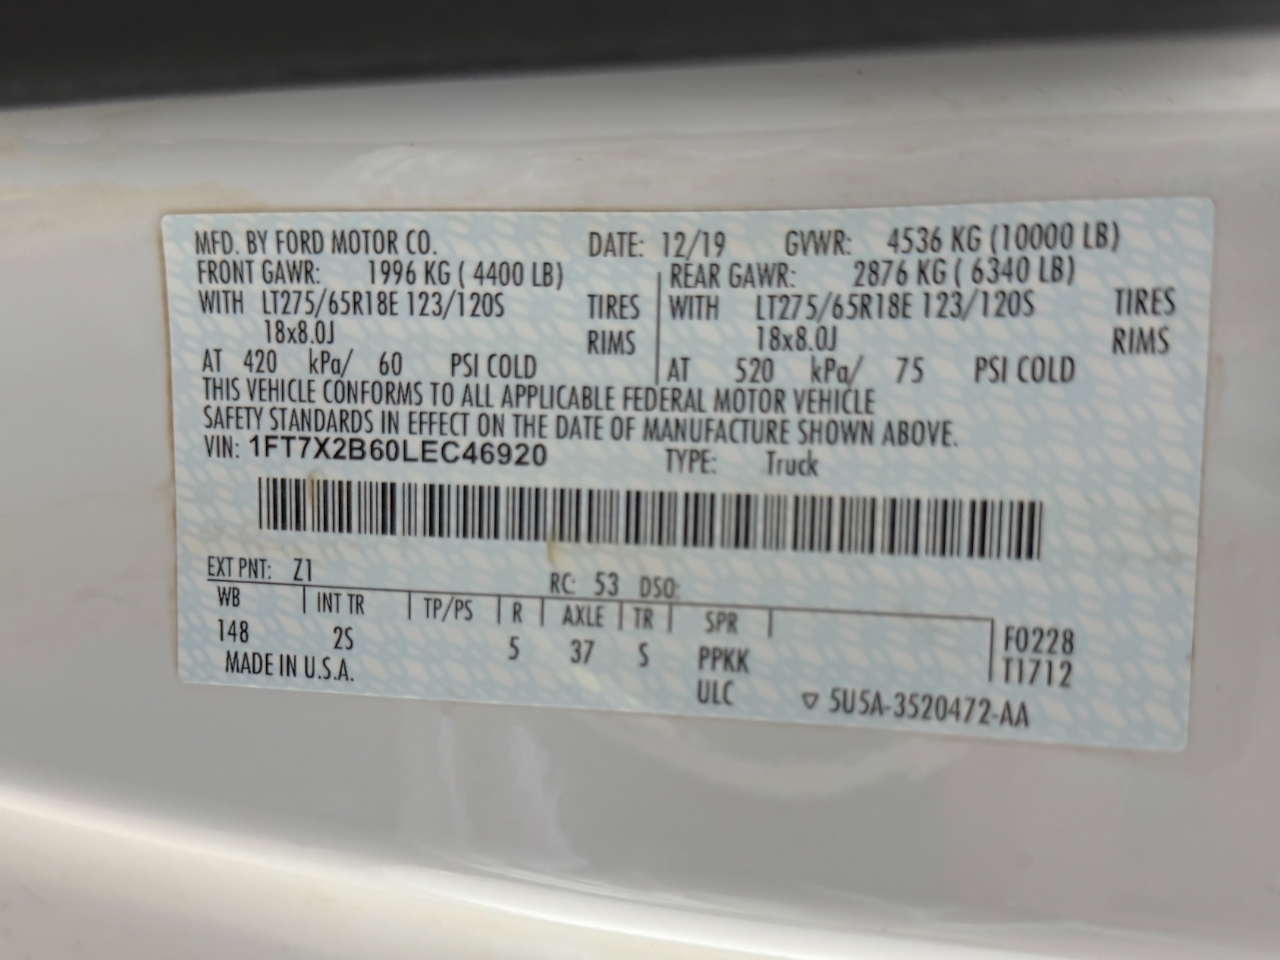 MFD. BY FORD MOTOR CO. DATE: 12/19 GVWR: 4536 KG (10000 LB)
FRONT GAWR: 1996 KG ( 4400 LB) REAR GAWR: 2876 KG ( 6340 LB)
WITH LT275/65R18E 123/120S TIRES WITH LT275/65R18E 123/120S TIRES
18x8.0J RIMS 18x8.0J RIMS
AT 420 kPa/ 60 PSI COLD AT 520 kPa/ 75 PSI COLD
THIS VEHICLE CONFORMS TO ALL APPLICABLE FEDERAL MOTOR VEHICLE
SAFETY STANDARDS IN EFFECT ON THE DATE OF MANUFACTURE SHOWN ABOVE.
VIN: 1FT7X2B60LEC46920 TYPE: Truck
EXT PNT: Z1 RC: 53 DSO:
WB INT TR TP/PS R AXLE TR SPR F0228
148 2S 5 37 S PPKK T1712
MADE IN U.S.A. ULC ▽ 5U5A-3520472-AA